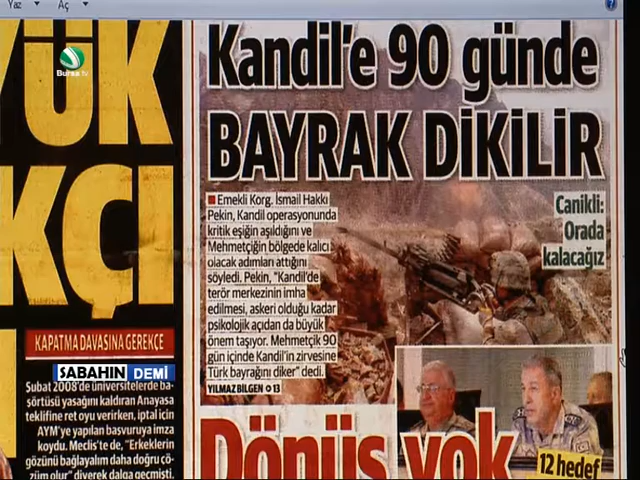 Yaz
Aç
Bursa tv
ÜK
KÇI
KAPATMA DAVASINA GEREKÇE
SABAHIN DEMİ
Şubat 2008'de üniversitelerde ba-
şörtüsü yasağını kaldıran Anayasa
teklifine ret oyu verirken, iptal için
AYM'ye yapılan başvuruya imza
koydu. Meclis'te de, "Erkeklerin
gözünü bağlayalım daha doğru çö-
züm olur" diyerek dalga geçmişti.
Kandil'e 90 günde
BAYRAK DİKİLİR
Emekli Korg. İsmail Hakkı
Pekin, Kandil operasyonunda
kritik eşiğin aşıldığını ve
Mehmetçiğin bölgede kalıcı
olacak adımları attığını
söyledi. Pekin, "Kandil'de
terör merkezinin imha
edilmesi, askeri olduğu kadar
psikolojik açıdan da büyük
önem taşıyor. Mehmetçik 90
gün içinde Kandil'in zirvesine
Türk bayrağını diker" dedi.
YILMAZ BİLGEN 13
Canikli:
Orada
kalacağız
Dönüş yok
12 hedef